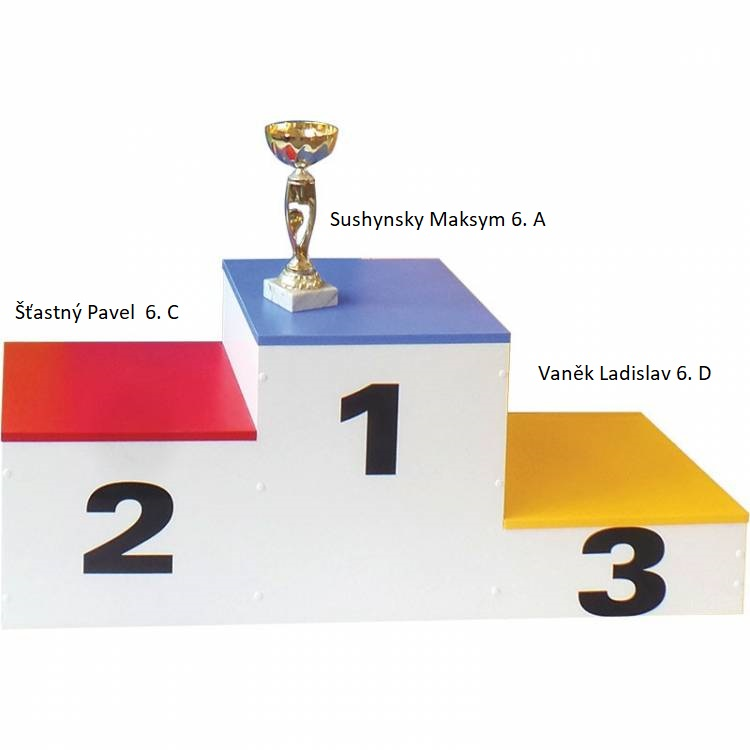 Sushynsky Maksym 6. A
Šťastný Pavel  6. C
Vaněk Ladislav 6. D
1
2
3